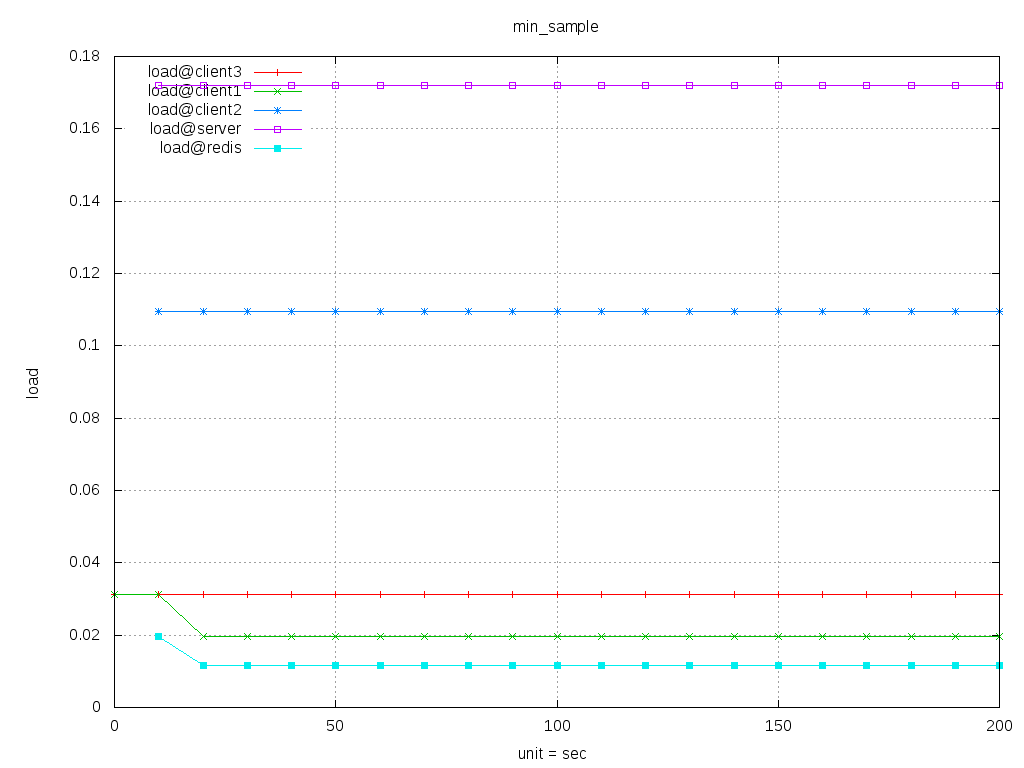 min_sample
0.18
0.16
0.14
0.12
0.1
0.08
0.06
0.04
0.02
0
load@client3
load@client1
load@client2
load@server
load@redis
load
0 50 100 150 200
unit = sec